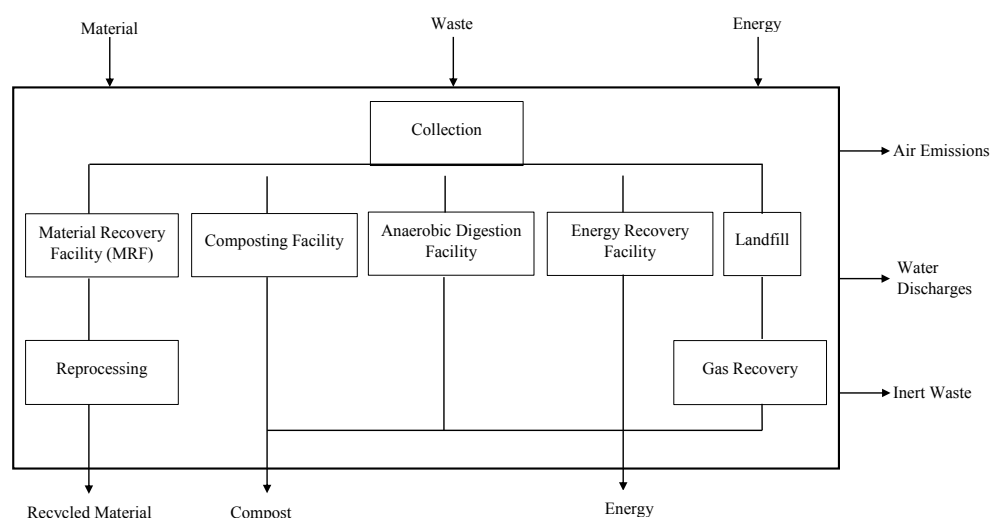 Material
Waste
Energy
Collection
Air Emissions
Material Recovery
Facility (MRF)
Composting Facility
Anaerobic Digestion
Facility
Energy Recovery
Facility
Landfill
Water
Discharges
Reprocessing
Gas Recovery
Inert Waste
Recycled Material
Compost
Energy